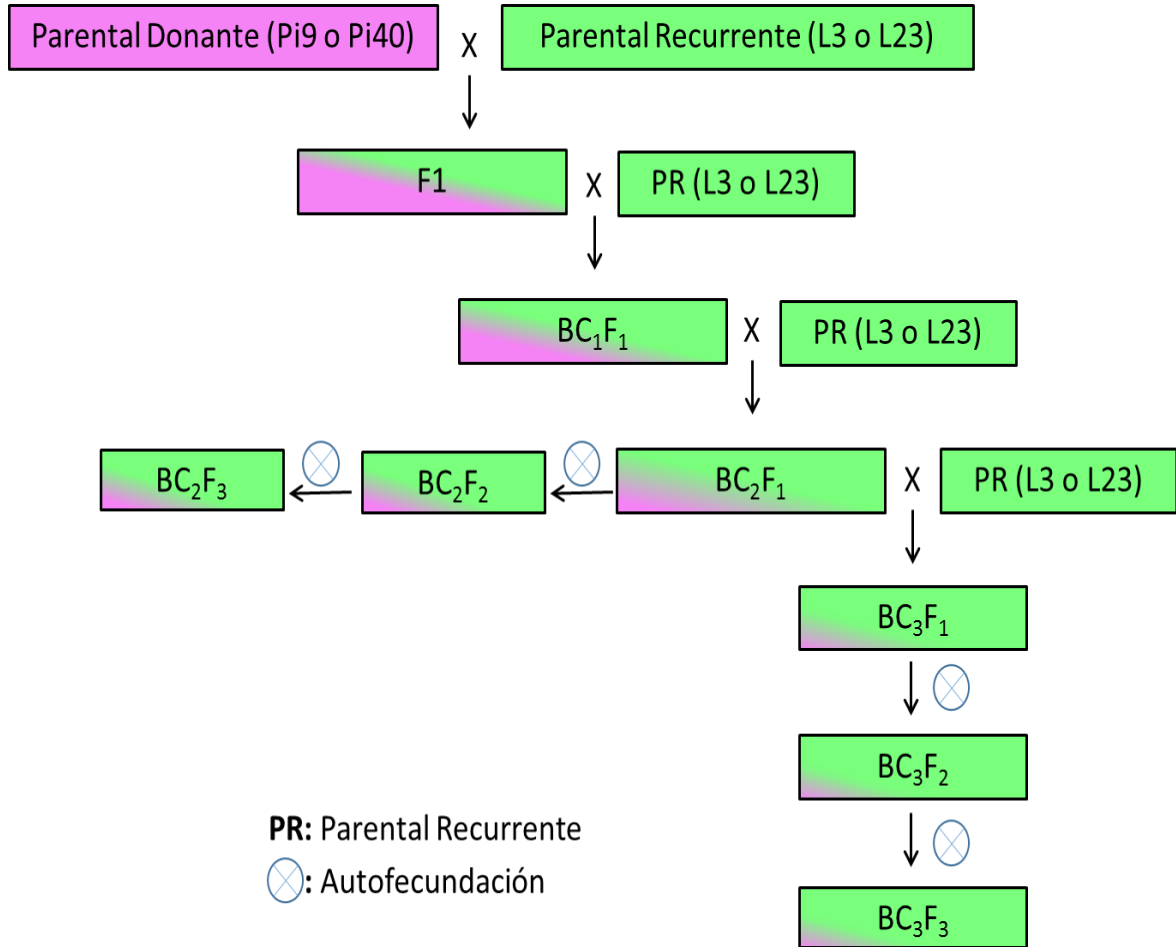 Parental Donante (Pi9 o Pi40)
X
Parental Recurrente (L3 o L23)
F1
X
PR (L3 o L23)
BC₁F₁
X
PR (L3 o L23)
BC₂F₃
BC₂F₂
BC₂F₁
X
PR (L3 o L23)
BC₃F₁
BC₃F₂
PR: Parental Recurrente
: Autofecundación
BC₃F₃